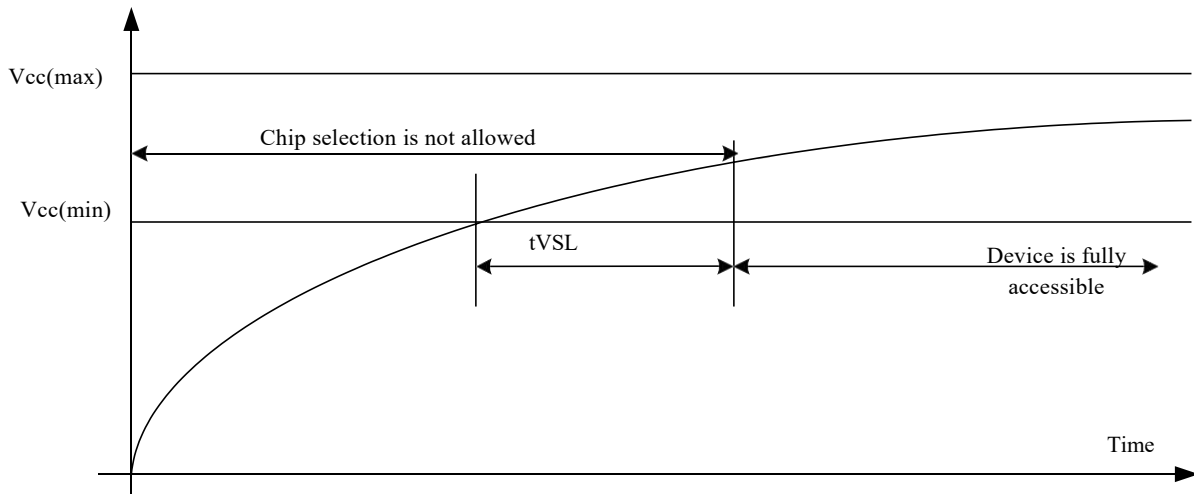 Vcc(max)
Chip selection is not allowed
Vcc(min)
tVSL
Device is fully
accessible
Time